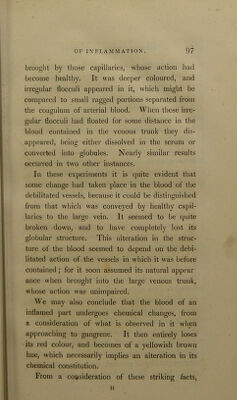 OF INFLAMMATION. 97
brought by those capillaries, whose action had
become healthy. It was deeper coloured, and
irregular flocculi appeared in it, which might be
compared to small ragged portions separated from
the coagulum of arterial blood. When these irre-
gular flocculi had floated for some distance in the
blood contained in the venous trunk they dis-
appeared, being either dissolved in the serum or
converted into globules. Nearly similar results
occurred in two other instances.
In these experiments it is quite evident that
some change had taken place in the blood of the
debilitated vessels, because it could be distinguished
from that which was conveyed by healthy capil-
laries to the large vein. It seemed to be quite
broken down, and to have completely lost its
globular structure. This alteration in the struc-
ture of the blood seemed to depend on the debi-
litated action of the vessels in which it was before
contained; for it soon assumed its natural appear
ance when brought into the large venous trunk,
whose action was unimpaired.
We may also conclude that the blood of an
inflamed part undergoes chemical changes, from
a consideration of what is observed in it when
approaching to gangrene. It then entirely loses
its red colour, and becomes of a yellowish brown
hue, which necessarily implies an alteration in its
chemical constitution.
From a consideration of these striking facts,
H